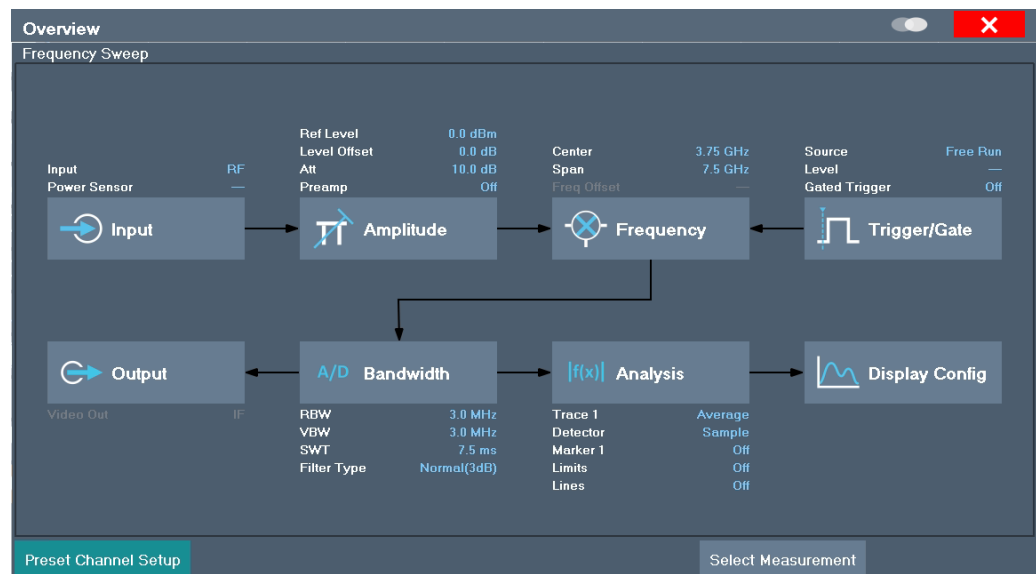 Overview
Frequency Sweep
Input RF
Power Sensor —
Input
Ref Level 0.0 dBm
Level Offset 0.0 dB
Att 10.0 dB
Preamp Off
Amplitude
Center 3.75 GHz
Span 7.5 GHz
Freq Offset —
Frequency
Source Free Run
Level —
Gated Trigger Off
Trigger/Gate
Output
Video Out IF
A/D Bandwidth
RBW 3.0 MHz
VBW 3.0 MHz
SWT 7.5 ms
Filter Type Normal(3dB)
|f(x)| Analysis
Trace 1 Average
Detector Sample
Marker 1 Off
Limits Off
Lines Off
Display Config
Preset Channel Setup
Select Measurement